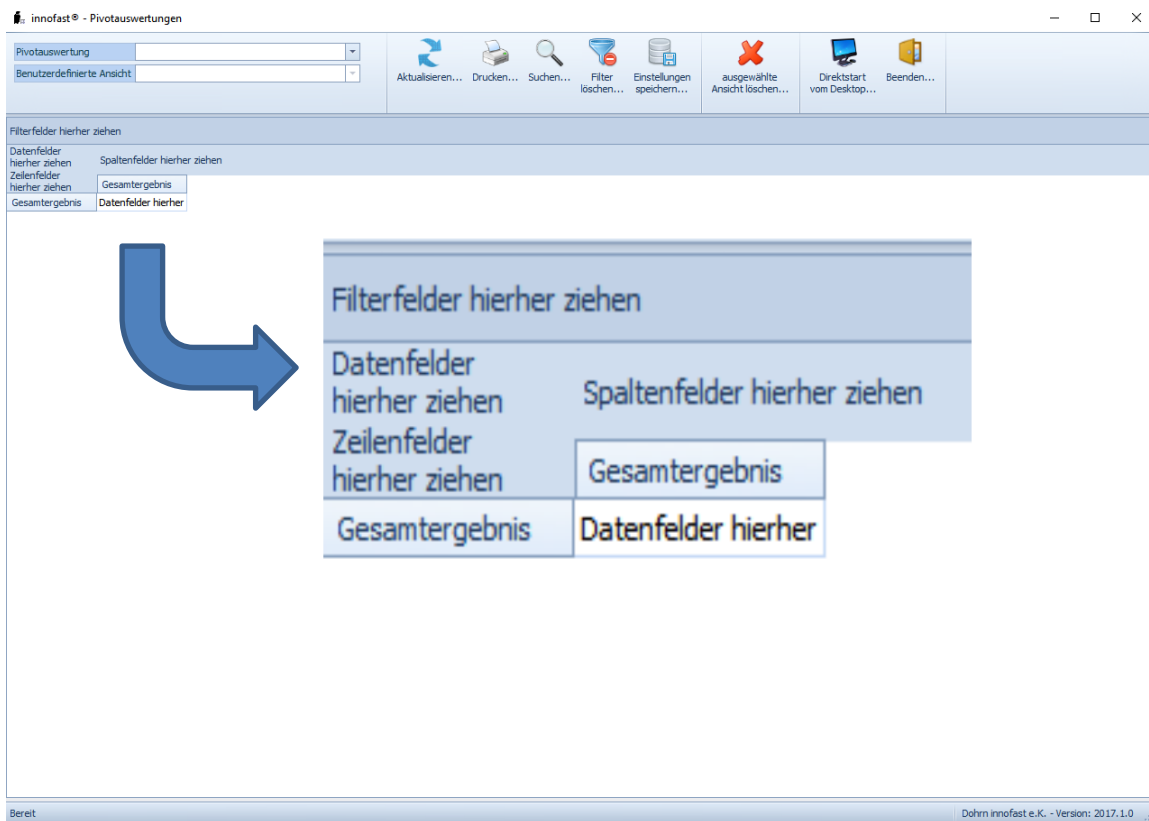 innofast® - Pivotauswertungen
Pivotauswertung
Benutzerdefinierte Ansicht
Aktualisieren...
Drucken...
Suchen...
Filter
löschen...
Einstellungen
speichern...
ausgewählte
Ansicht löschen...
Direktstart
vom Desktop...
Beenden...
Filterfelder hierher ziehen
Datenfelder
hierher ziehen
Spaltenfelder hierher ziehen
Zeilenfelder
hierher ziehen
Gesamtergebnis
Gesamtergebnis
Datenfelder hierher
Filterfelder hierher ziehen
Datenfelder
hierher ziehen
Spaltenfelder hierher ziehen
Zeilenfelder
hierher ziehen
Gesamtergebnis
Gesamtergebnis
Datenfelder hierher
Bereit
Dohrn innofast e.K. - Version: 2017.1.0